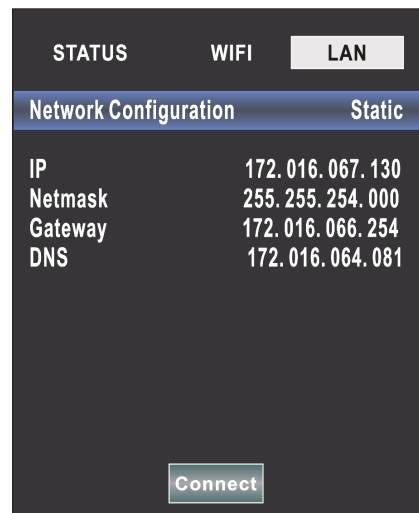 STATUS WIFI LAN
Network Configuration Static
IP 172.016.067.130
Netmask 255.255.254.000
Gateway 172.016.066.254
DNS 172.016.064.081
Connect